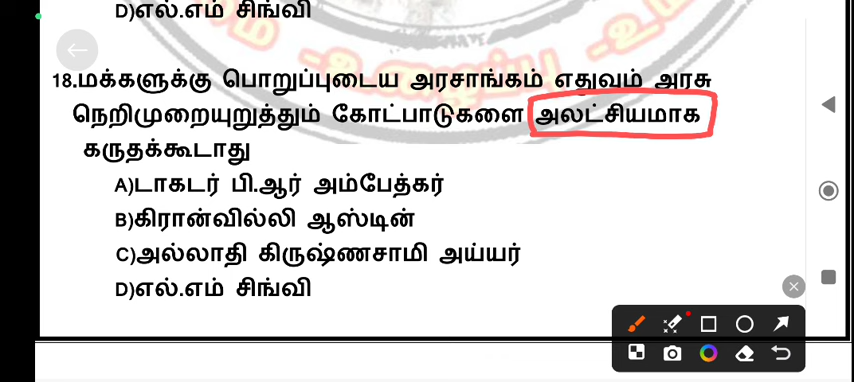 D)எல்.எம் சிங்வி
18.மக்களுக்கு பொறுப்புடைய அரசாங்கம் எதுவம் அரசு
நெறிமுறையுறுத்தும் கோட்பாடுகளை அலட்சியமாக
கருதக்கூடாது
A)டாகடர் பி.ஆர் அம்பேத்கர்
B)கிரான்வில்லி ஆஸ்டின்
C)அல்லாதி கிருஷ்ணசாமி அய்யர்
D)எல்.எம் சிங்வி